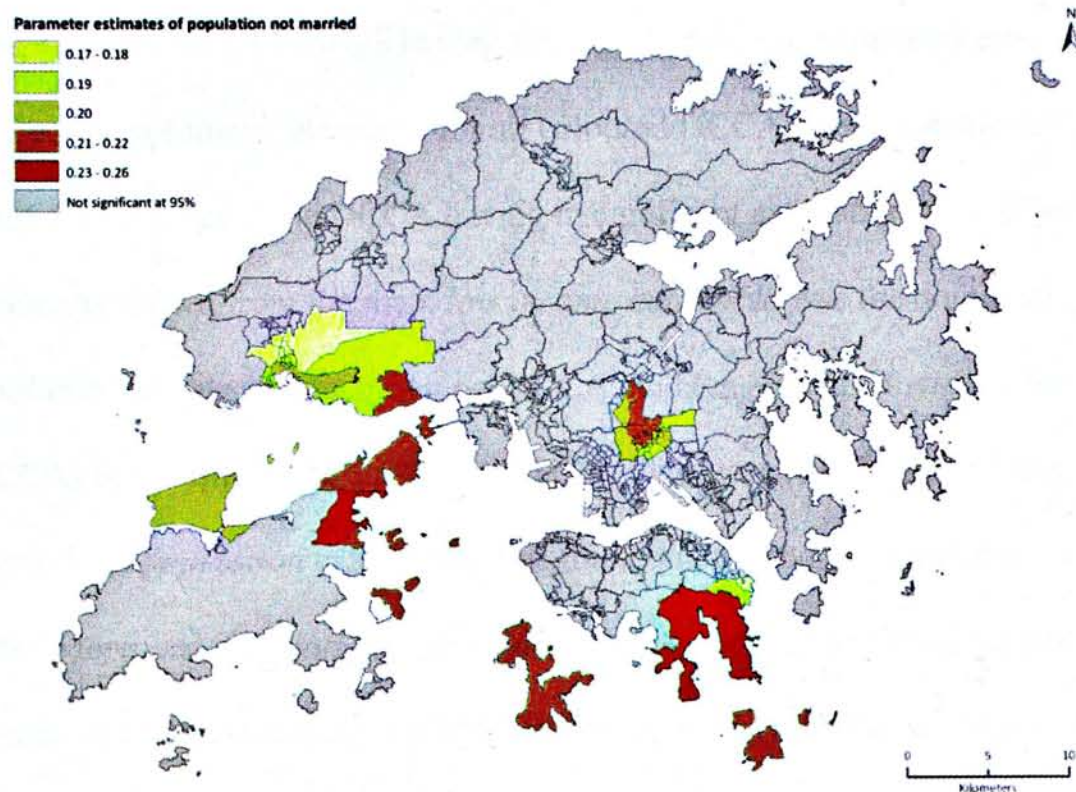 Parameter estimates of population not married
0.17 - 0.18
0.19
0.20
0.21 - 0.22
0.23 - 0.26
Not significant at 95%
N
0 5 10
Kilometers